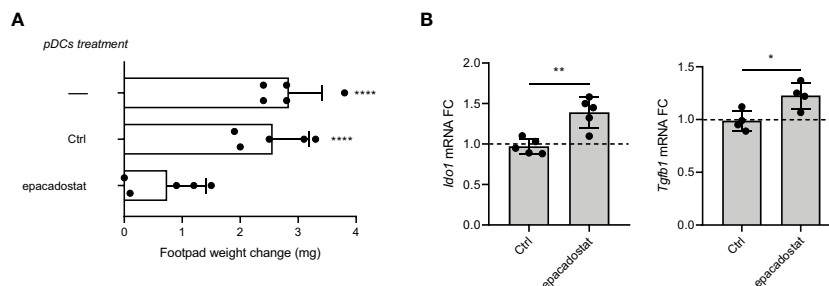 A
pDCs treatment
—
****
Ctrl
****
epacadostat
0
1
2
3
4
Footpad weight change (mg)
B
Ido1 mRNA FC
2.0
1.5
1.0
0.5
0.0
**
Ctrl
epacadostat
Tgfb1 mRNA FC
1.5
1.0
0.5
0.0
*
Ctrl
epacadostat